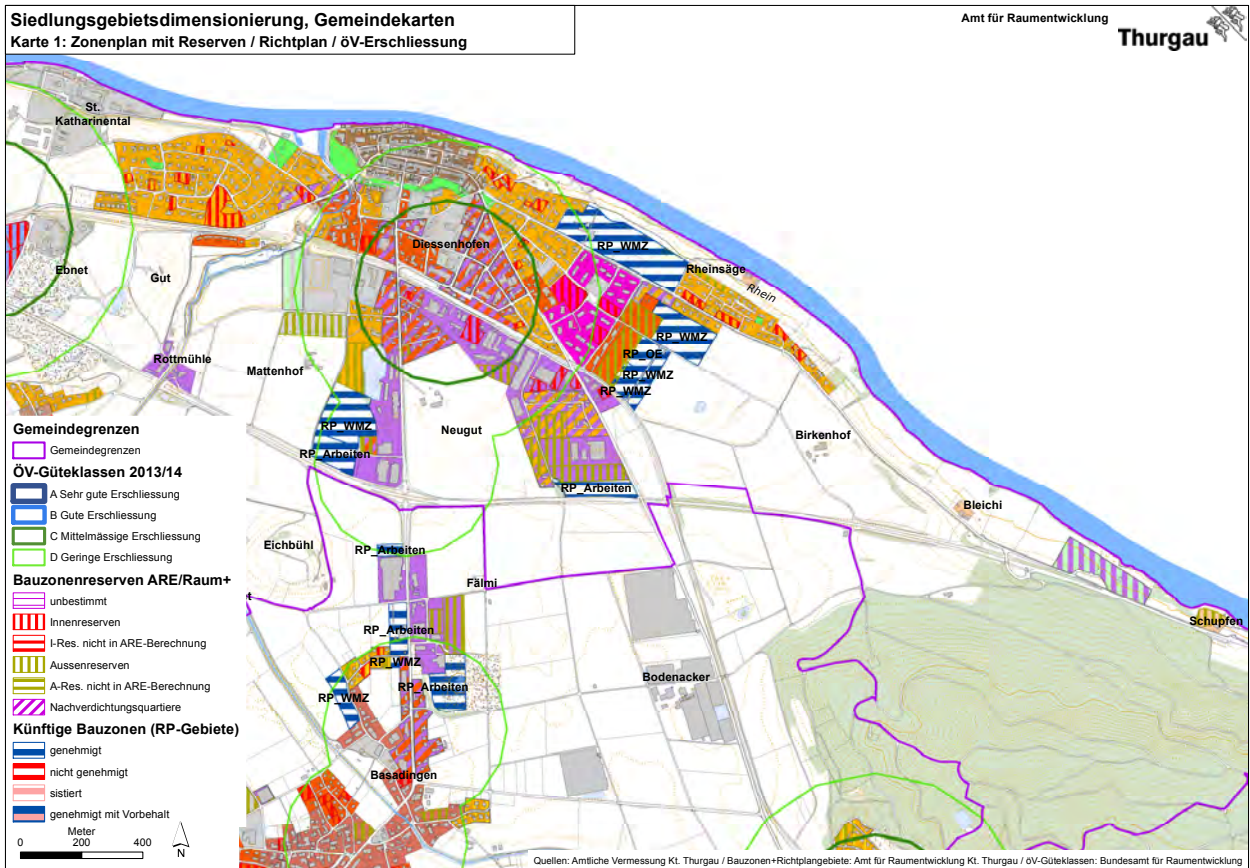 Siedlungsgebietsdimensionierung, Gemeindekarten
Karte 1: Zonenplan mit Reserven / Richtplan / öV-Erschliessung
Amt für Raumentwicklung
Thurgau
St.
Katharinental
Diessenhofen
RP_WMZ
Rheinsäge
Rhein
Ebnet
Gut
RP_WMZ
Rottmühle
RP_OE
Mattenhof
RP_WMZ
RP_WMZ
RP_WMZ
Neugut
Birkenhof
RP_Arbeiten
RP_Arbeiten
Bleichi
Eichbühl
RP_Arbeiten
Fälmi
Schupfen
RP_Arbeiten
RP_WMZ
Bodenacker
RP_WMZ
RP_Arbeiten
Basadingen
Gemeindegrenzen
Gemeindegrenzen
ÖV-Güteklassen 2013/14
A Sehr gute Erschliessung
B Gute Erschliessung
C Mittelmässige Erschliessung
D Geringe Erschliessung
Bauzonenreserven ARE/Raum+
unbestimmt
Innenreserven
I-Res. nicht in ARE-Berechnung
Aussenreserven
A-Res. nicht in ARE-Berechnung
Nachverdichtungsquartiere
Künftige Bauzonen (RP-Gebiete)
genehmigt
nicht genehmigt
sistiert
genehmigt mit Vorbehalt
Meter
0 200 400
N
Quellen: Amtliche Vermessung Kt. Thurgau / Bauzonen+Richtplangebiete: Amt für Raumentwicklung Kt. Thurgau / öV-Güteklassen: Bundesamt für Raumentwicklung